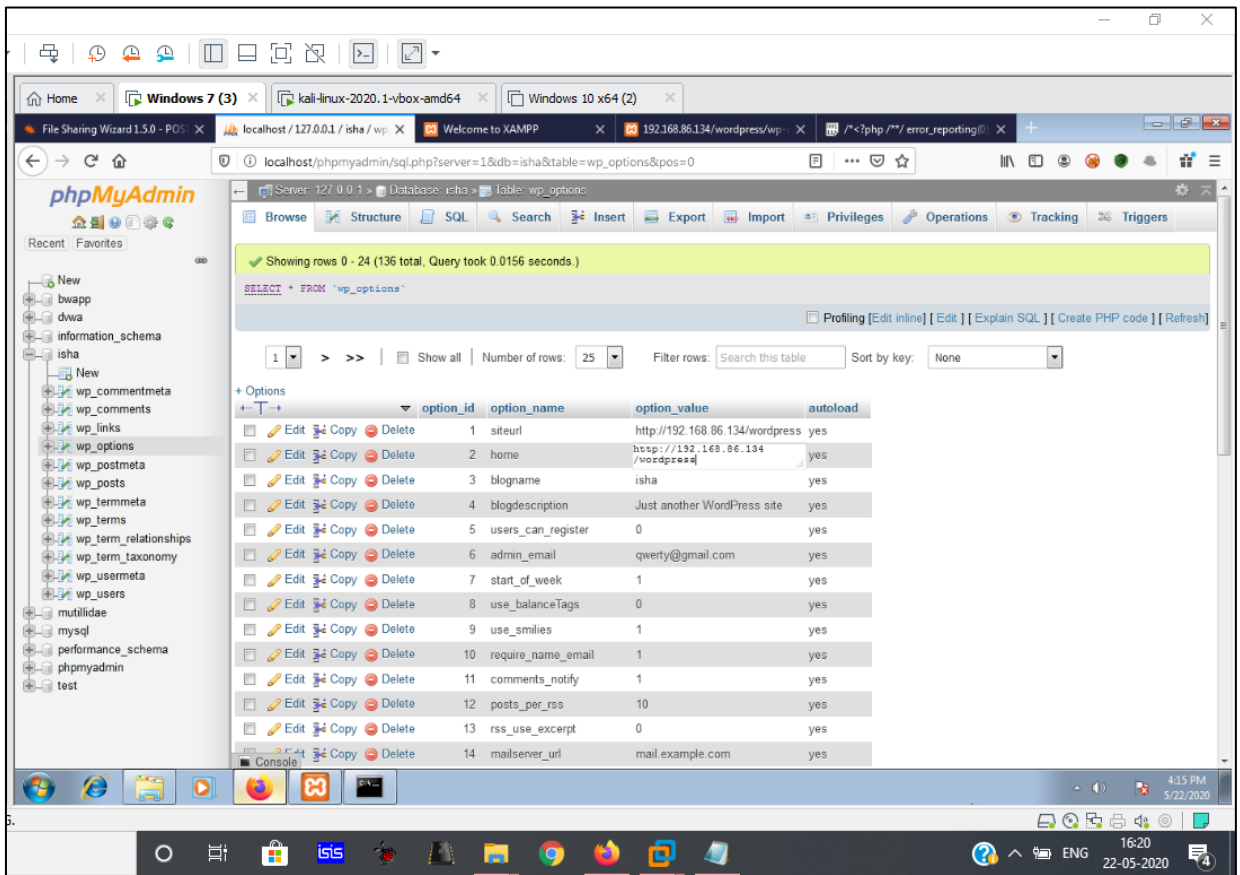 Home
Windows 7 (3)
kali-linux-2020.1-vbox-amd64
Windows 10 x64 (2)
File Sharing Wizard 1.5.0 - POST
localhost / 127.0.0.1 / isha / wp_
Welcome to XAMPP
192.168.86.134/wordpress/wp-
/*<?php /**/ error_reporting(0)
localhost/phpmyadmin/sql.php?server=1&db=isha&table=wp_options&pos=0
phpMyAdmin
Recent Favorites
New
bwapp
dvwa
information_schema
isha
New
wp_commentmeta
wp_comments
wp_links
wp_options
wp_postmeta
wp_posts
wp_termmeta
wp_terms
wp_term_relationships
wp_term_taxonomy
wp_usermeta
wp_users
mutillidae
mysql
performance_schema
phpmyadmin
test
Server: 127.0.0.1 » Database: isha » Table: wp_options
Browse Structure SQL Search Insert Export Import Privileges Operations Tracking Triggers
Showing rows 0 - 24 (136 total, Query took 0.0156 seconds.)
SELECT * FROM `wp_options`
Profiling [Edit inline] [ Edit ] [ Explain SQL ] [ Create PHP code ] [ Refresh]
1 > >> Show all Number of rows: 25 Filter rows: Search this table Sort by key: None
+ Options
←T→ option_id option_name option_value autoload
Edit Copy Delete 1 siteurl http://192.168.86.134/wordpress yes
Edit Copy Delete 2 home http://192.168.86.134
/wordpress yes
Edit Copy Delete 3 blogname isha yes
Edit Copy Delete 4 blogdescription Just another WordPress site yes
Edit Copy Delete 5 users_can_register 0 yes
Edit Copy Delete 6 admin_email qwerty@gmail.com yes
Edit Copy Delete 7 start_of_week 1 yes
Edit Copy Delete 8 use_balanceTags 0 yes
Edit Copy Delete 9 use_smilies 1 yes
Edit Copy Delete 10 require_name_email 1 yes
Edit Copy Delete 11 comments_notify 1 yes
Edit Copy Delete 12 posts_per_rss 10 yes
Edit Copy Delete 13 rss_use_excerpt 0 yes
Edit Copy Delete 14 mailserver_url mail.example.com yes
Console
4:15 PM
5/22/2020
isis
ENG
16:20
22-05-2020
4